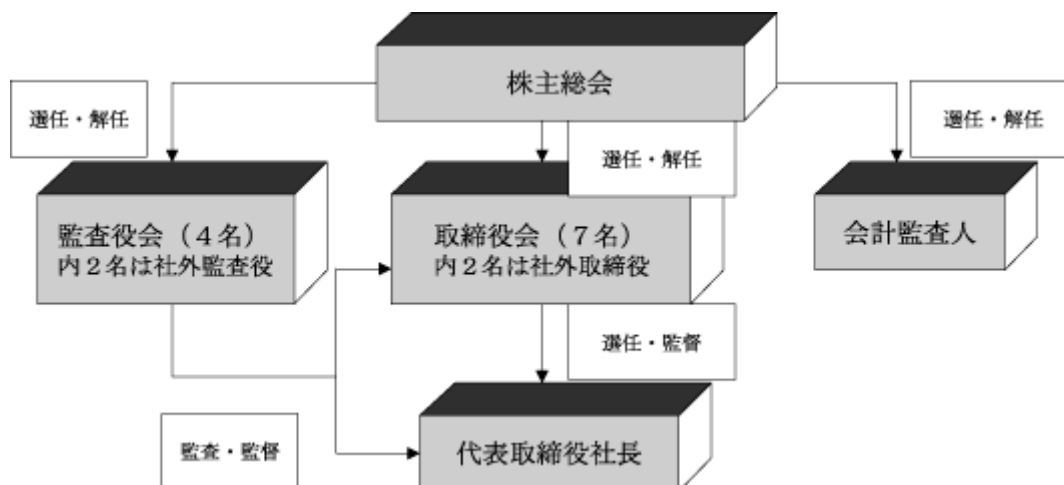 株主総会
選任・解任
選任・解任
選任・解任
監査役会（４名）
内２名は社外監査役
取締役会（７名）
内２名は社外取締役
会計監査人
選任・監督
監査・監督
代表取締役社長